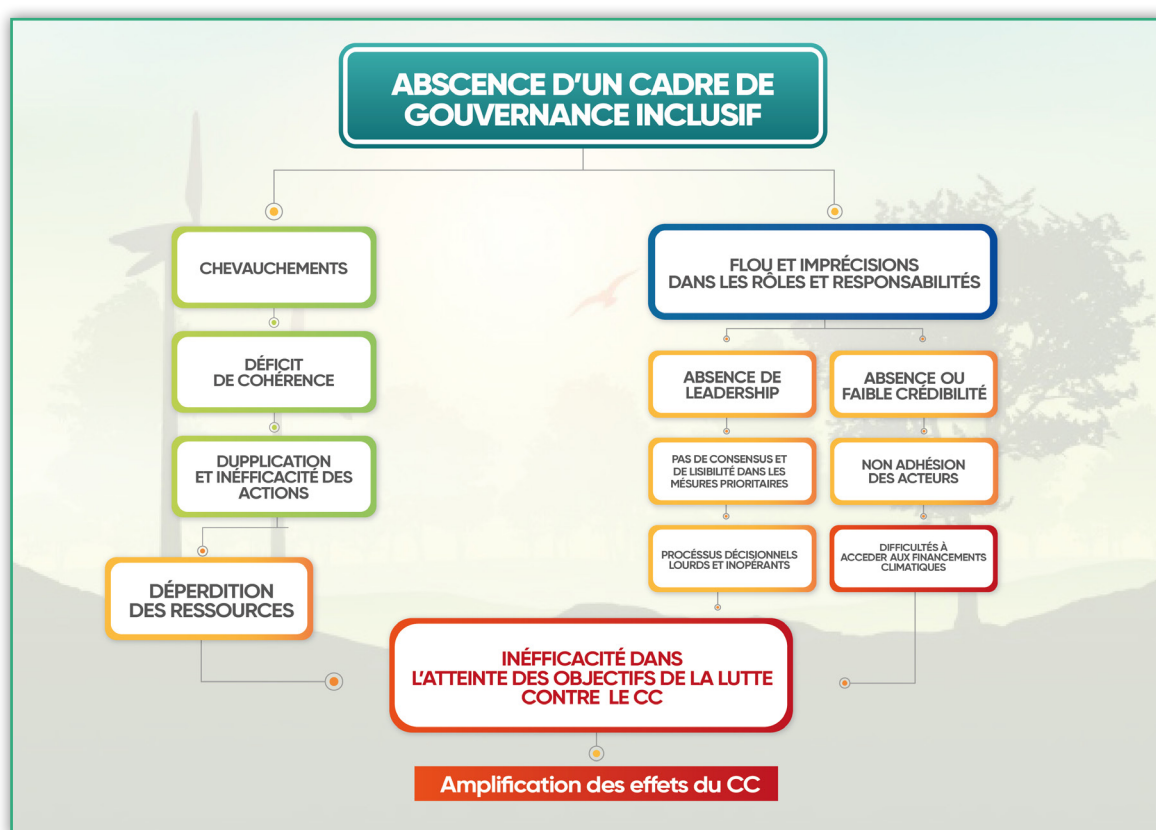 ABSCENCE D'UN CADRE DE
GOUVERNANCE INCLUSIF
CHEVAUCHEMENTS
DÉFICIT
DE COHÉRENCE
DUPPLICATION
ET INÉFFICACITÉ DES
ACTIONS
DÉPERDITION
DES RESSOURCES
FLOU ET IMPRÉCISIONS
DANS LES RÔLES ET RESPONSABILITÉS
ABSENCE DE
LEADERSHIP
PAS DE CONSENSUS ET
DE LISIBILITÉ DANS LES
MÉSURES PRIORITAIRES
PROCÉSSUS DÉCISIONNELS
LOURDS ET INOPÉRANTS
ABSENCE OU
FAIBLE CRÉDIBILITÉ
NON ADHÉSION
DES ACTEURS
DIFFICULTÉS À
ACCEDER AUX FINANCEMENTS
CLIMATIQUES
INÉFFICACITÉ DANS
L'ATTEINTE DES OBJECTIFS DE LA LUTTE
CONTRE LE CC
Amplification des effets du CC